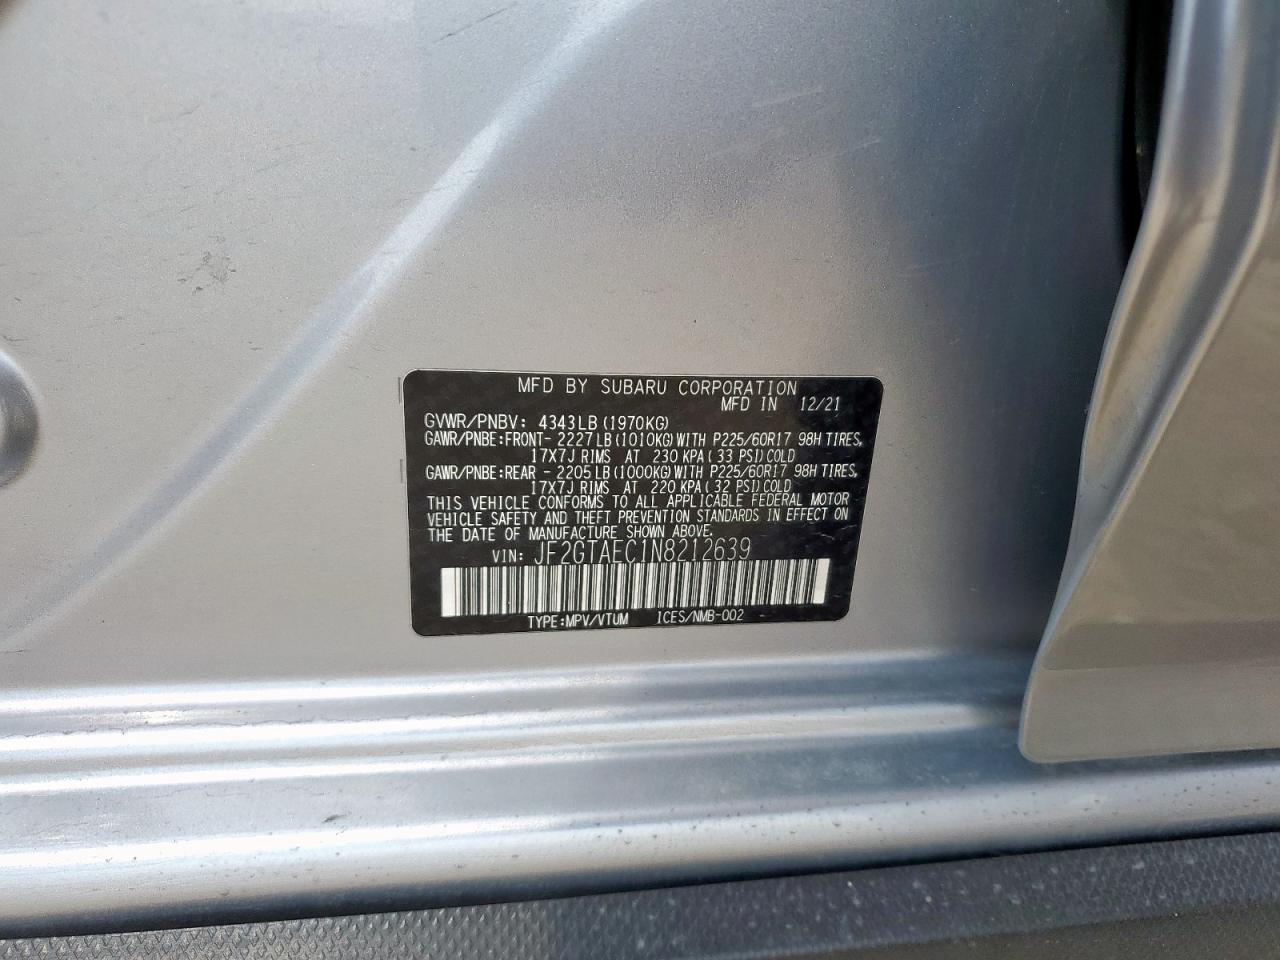 MFD BY SUBARU CORPORATION
MFD IN 12/21
GVWR/PNBV: 4343LB (1970KG)
GAWR/PNBE:FRONT- 2227LB(1010KG)WITH P225/60R17 98H TIRES,
17X7J RIMS AT 230 KPA( 33 PSI)COLD
GAWR/PNBE:REAR - 2205LB(1000KG)WITH P225/60R17 98H TIRES,
17X7J RIMS AT 220 KPA( 32 PSI)COLD
THIS VEHICLE CONFORMS TO ALL APPLICABLE FEDERAL MOTOR
VEHICLE SAFETY AND THEFT PREVENTION STANDARDS IN EFFECT ON
THE DATE OF MANUFACTURE SHOWN ABOVE.
VIN: JF2GTAEC1N8212639
TYPE:MPV/VTUM ICES/NMB-002